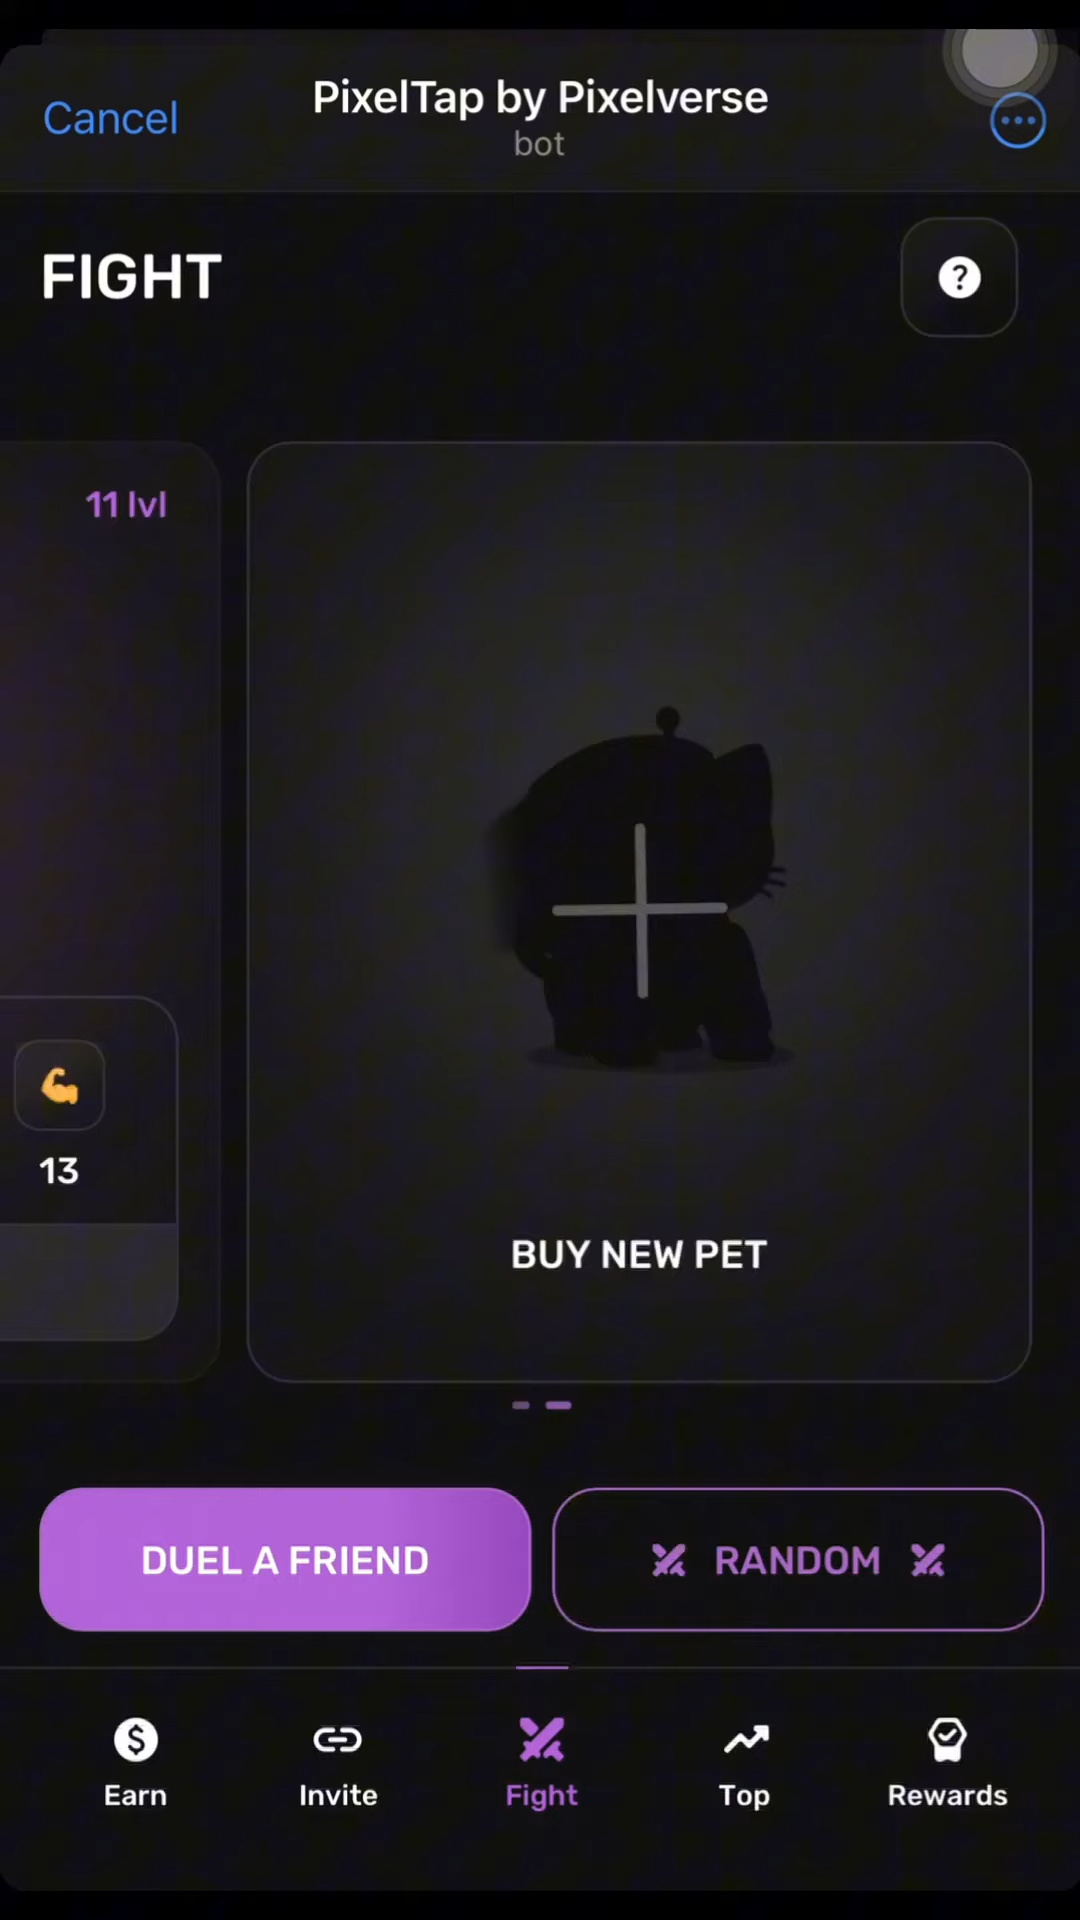 Cancel
PixelTap by Pixelverse
bot
FIGHT
11 lvl
13
BUY NEW PET
DUEL A FRIEND
RANDOM
Earn
Invite
Fight
Top
Rewards